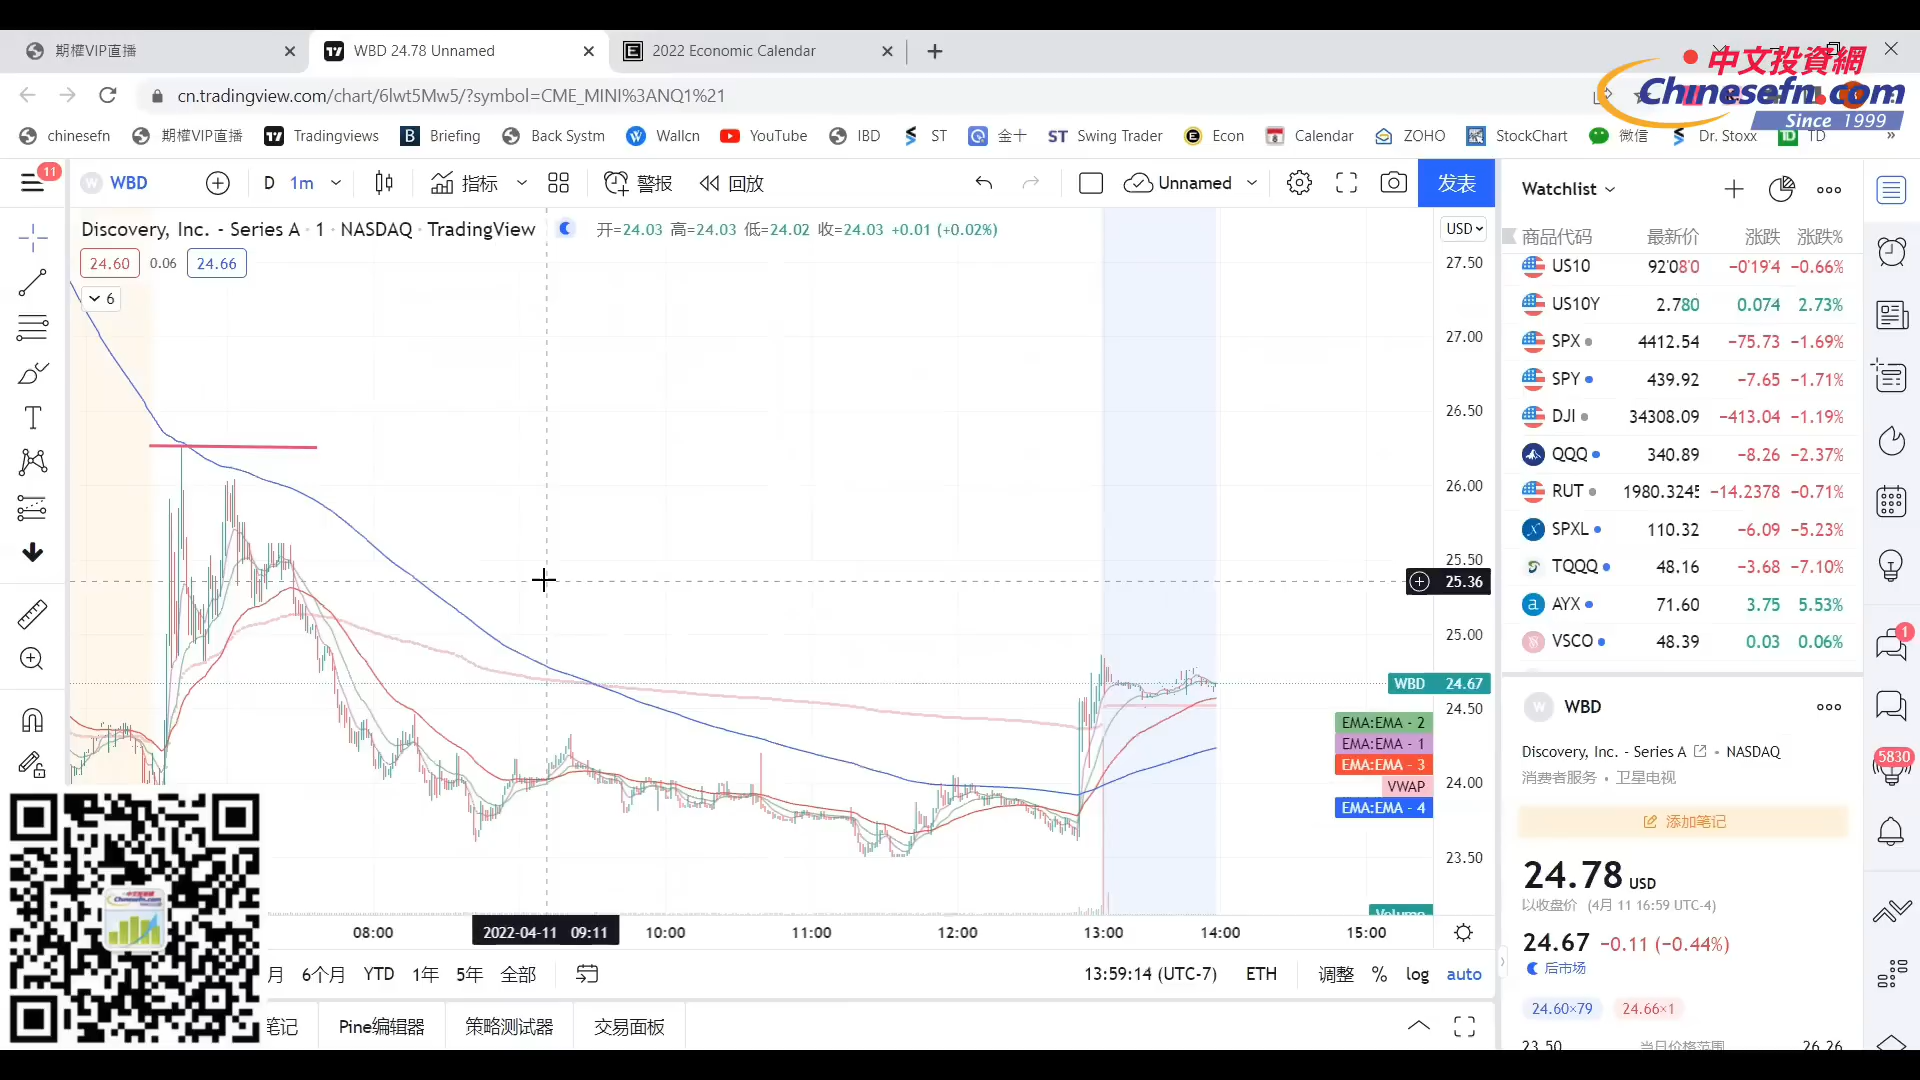 期權VIP直播
WBD 24.78 Unnamed
2022 Economic Calendar
中文投資網
Chinesefn.com
Since 1999
cn.tradingview.com/chart/6lwt5Mw5/?symbol=CME_MINI%3ANQ1%21
chinesefn 期權VIP直播 Tradingviews Briefing Back Systm Wallcn YouTube IBD ST 金十 Swing Trader Econ Calendar ZOHO StockChart 微信 Dr. Stoxx TD »
11 WBD D 1m 指标 警报 回放 Unnamed 发表
Discovery, Inc. - Series A · 1 · NASDAQ · TradingView 开=24.03 高=24.03 低=24.02 收=24.03 +0.01 (+0.02%)
24.60 0.06 24.66
6
USD
27.50
27.00
26.50
26.00
25.50
25.36
25.00
WBD 24.67
24.50
EMA:EMA - 2
EMA:EMA - 1
EMA:EMA - 3
24.00
VWAP
EMA:EMA - 4
23.50
Volume
08:00 2022-04-11 09:11 10:00 11:00 12:00 13:00 14:00 15:00
月 6个月 YTD 1年 5年 全部 13:59:14 (UTC-7) ETH 调整 % log auto
笔记 Pine编辑器 策略测试器 交易面板
Watchlist
商品代码 最新价 涨跌 涨跌%
US10 92'08'0 −0'19'4 −0.66%
US10Y 2.780 0.074 2.73%
SPX 4412.54 −75.73 −1.69%
SPY 439.92 −7.65 −1.71%
DJI 34308.09 −413.04 −1.19%
QQQ 340.89 −8.26 −2.37%
RUT 1980.3245 −14.2378 −0.71%
SPXL 110.32 −6.09 −5.23%
TQQQ 48.16 −3.68 −7.10%
AYX 71.60 3.75 5.53%
VSCO 48.39 0.03 0.06%
W WBD
Discovery, Inc. - Series A • NASDAQ
消费者服务 • 卫星电视
添加笔记
24.78 USD
以收盘价 (4月 11 16:59 UTC-4)
24.67 −0.11 (−0.44%)
后市场
24.60×79 24.66×1
23.50 当日价格范围 26.26
1
5830